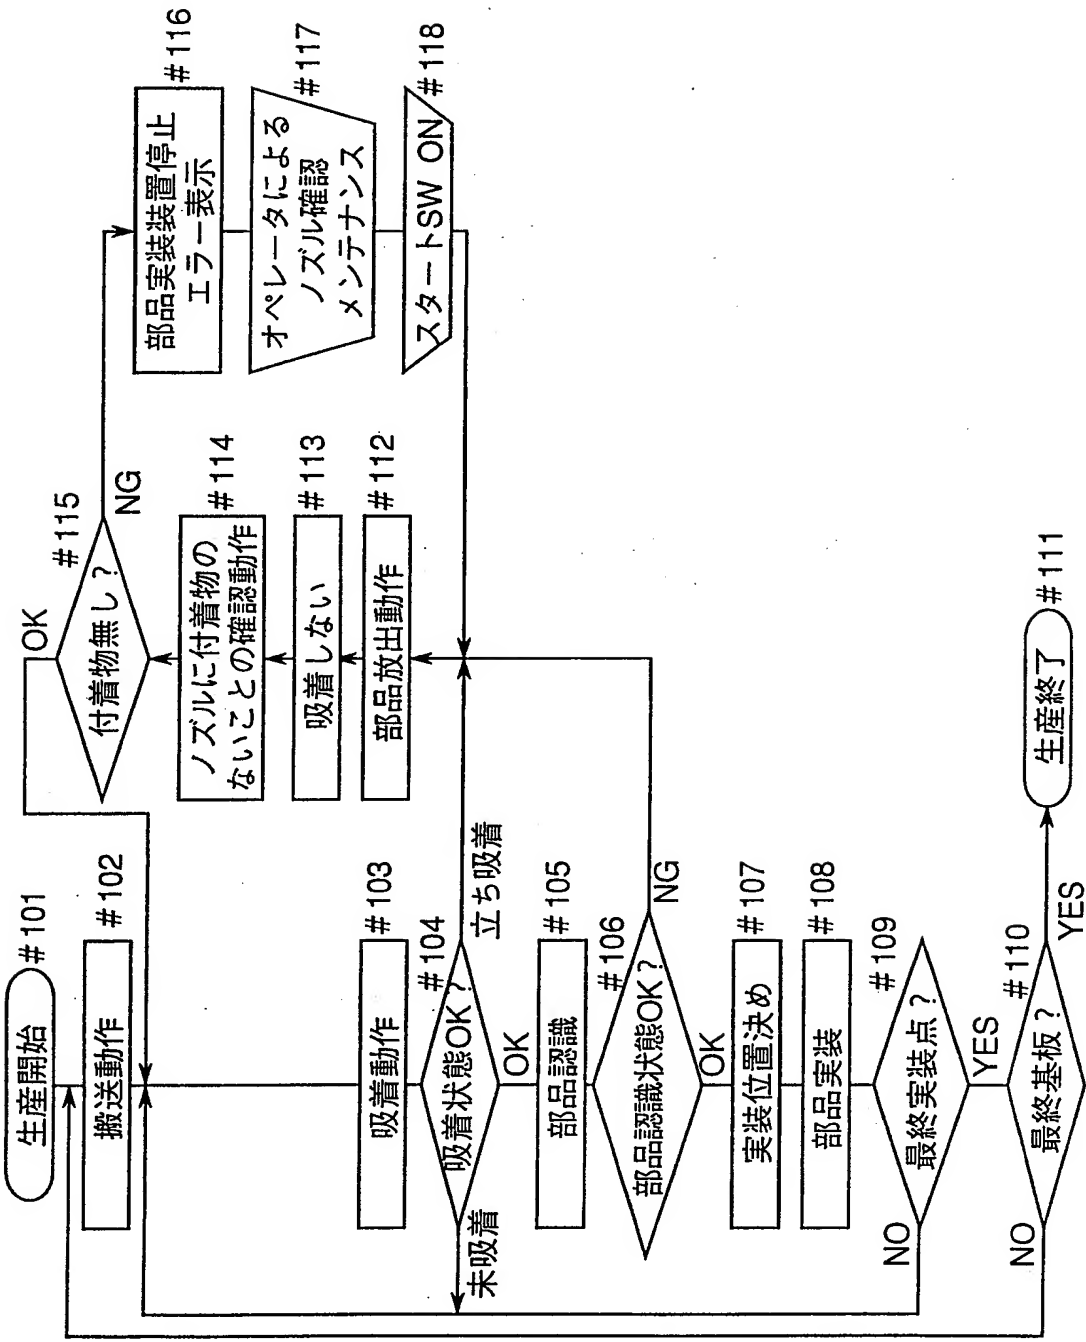 生産開始
#101
搬送動作
#102
吸着動作
#103
吸着状態OK?
#104
未吸着
立ち吸着
OK
部品認識
#105
部品認識状態OK?
#106
NG
OK
実装位置決め
#107
部品実装
#108
最終実装点?
#109
NO
YES
最終基板?
#110
NO
YES
生産終了
#111
部品放出動作
#112
吸着しない
#113
ノズルに付着物の
ないことの確認動作
#114
付着物無し?
#115
OK
NG
部品実装装置停止
エラー表示
#116
オペレータによる
ノズル確認
メンテナンス
#117
スタートSW ON
#118